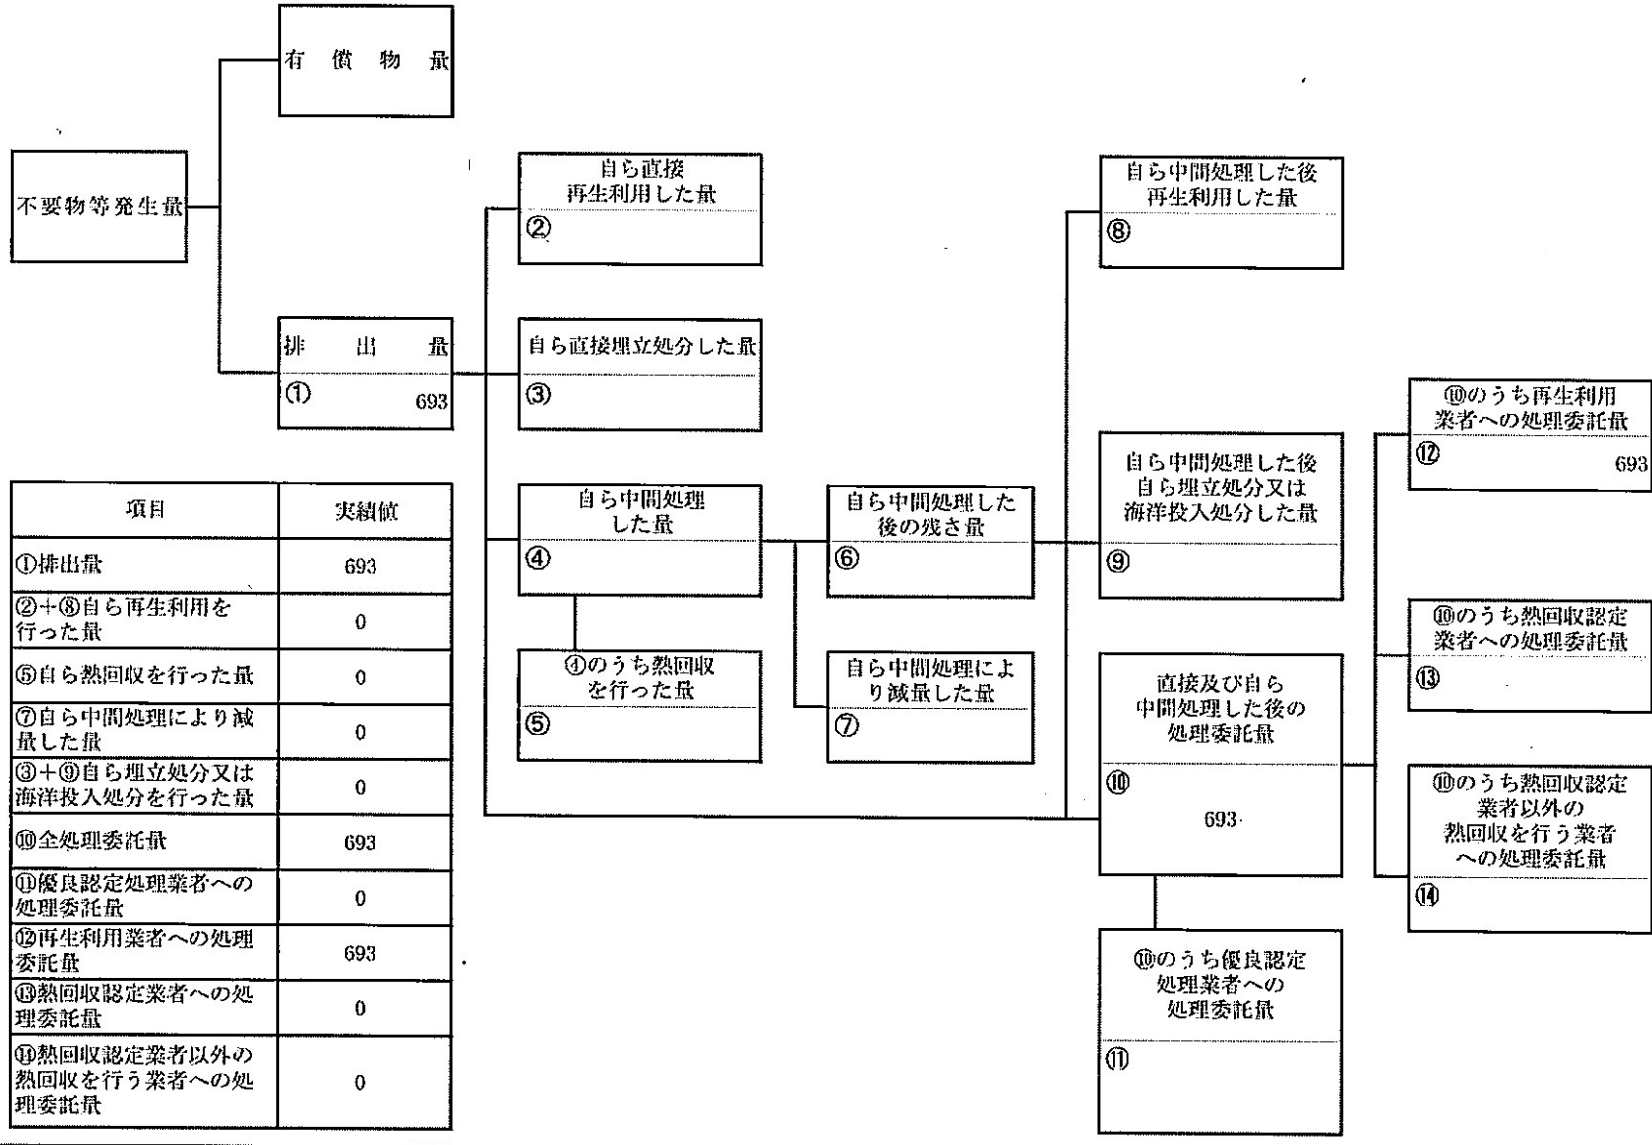 有償物量
不要物等発生量
排出量
①
693
自ら直接
再生利用した量
②
自ら直接埋立処分した量
③
自ら中間処理
した量
④
④のうち熱回収
を行った量
⑤
自ら中間処理した
後の残さ量
⑥
自ら中間処理によ
り減量した量
⑦
自ら中間処理した後
再生利用した量
⑧
自ら中間処理した後
自ら埋立処分又は
海洋投入処分した量
⑨
直接及び自ら
中間処理した後の
処理委託量
⑩
693
⑩のうち優良認定
処理業者への
処理委託量
⑪
⑩のうち再生利用
業者への処理委託量
⑫
693
⑩のうち熱回収認定
業者への処理委託量
⑬
⑩のうち熱回収認定
業者以外の
熱回収を行う業者
への処理委託量
⑭
項目 実績値
①排出量 693
②+⑧自ら再生利用を
行った量 0
⑤自ら熱回収を行った量 0
⑦自ら中間処理により減
量した量 0
③+⑨自ら埋立処分又は
海洋投入処分を行った量 0
⑩全処理委託量 693
⑪優良認定処理業者への
処理委託量 0
⑫再生利用業者への処理
委託量 693
⑬熱回収認定業者への処
理委託量 0
⑭熱回収認定業者以外の
熱回収を行う業者への処
理委託量 0